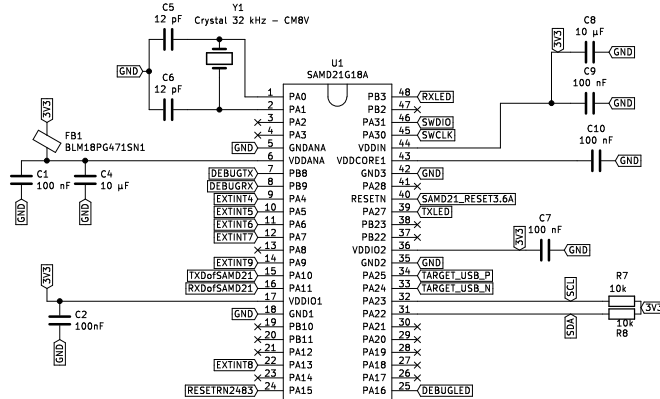 C5
12 pF
Y1
Crystal 32 kHz – CM8V
GND
C6
12 pF
3V3
FB1
BLM18PG471SN1
C1
100 nF
C4
10 µF
GND
GND
3V3
C2
100nF
GND
U1
SAMD21G18A
1 PA0
2 PA1
3 PA2
4 PA3
GND 5 GNDANA
6 VDDANA
DEBUGTX 7 PB8
DEBUGRX 8 PB9
EXTINT4 9 PA4
EXTINT5 10 PA5
EXTINT6 11 PA6
EXTINT7 12 PA7
13 PA8
EXTINT9 14 PA9
TXDofSAMD21 15 PA10
RXDofSAMD21 16 PA11
17 VDDIO1
GND 18 GND1
19 PB10
20 PB11
21 PA12
EXTINT8 22 PA13
23 PA14
RESETRN2483 24 PA15
PB3 48 RXLED
PB2 47
PA31 46 SWDIO
PA30 45 SWCLK
VDDIN 44
VDDCORE1 43
GND3 42 GND
PA28 41
RESETN 40 SAMD21_RESET3.6A
PA27 39 TXLED
PB23 38
PB22 37
VDDIO2 36
GND2 35 GND
PA25 34 TARGET_USB_P
PA24 33 TARGET_USB_N
PA23 32
PA22 31
PA21 30
PA20 29
PA19 28
PA18 27
PA17 26
PA16 25 DEBUGLED
3V3
C8
10 µF
GND
C9
100 nF
GND
C10
100 nF
GND
3V3
C7
100 nF
GND
SCL
SDA
R7
10k
3V3
10k
R8